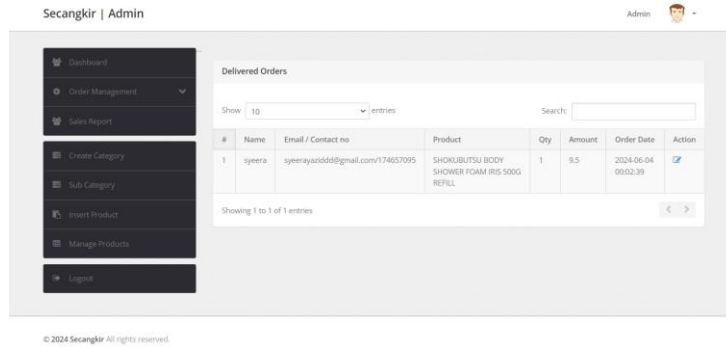 Secangkir | Admin
Admin
Dashboard
Order Management
Sales Report
Create Category
Sub Category
Insert Product
Manage Products
Logout
Delivered Orders
Show 10 entries
Search:
# Name Email / Contact no Product Qty Amount Order Date Action
1 syeera syeerayaziddd@gmail.com/174657095 SHOKUBUTSU BODY 1 9.5 2024-06-04
SHOWER FOAM IRIS 500G 00:02:39
REFILL
Showing 1 to 1 of 1 entries
© 2024 Secangkir All rights reserved.